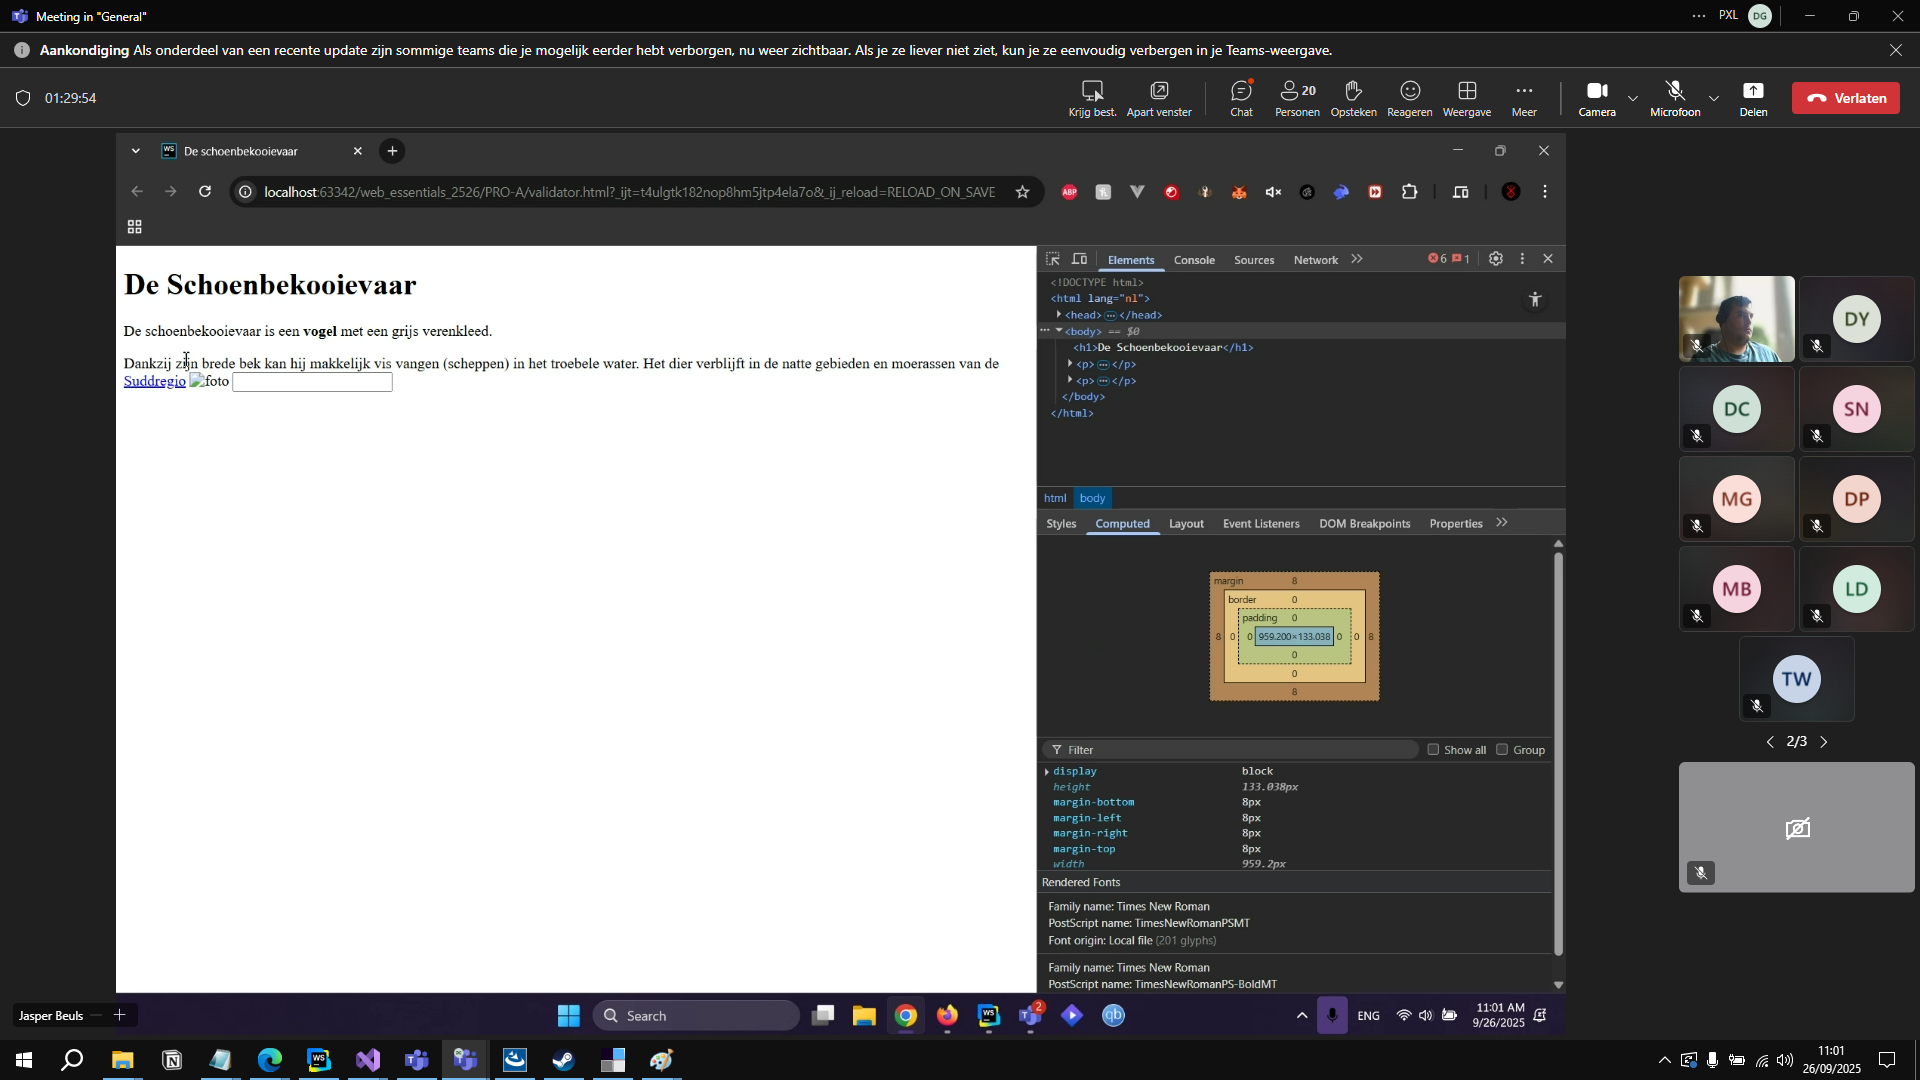 Meeting in "General"
PXL
DG
Aankondiging Als onderdeel van een recente update zijn sommige teams die je mogelijk eerder hebt verborgen, nu weer zichtbaar. Als je ze liever niet ziet, kun je ze eenvoudig verbergen in je Teams-weergave.
01:29:54
Krijg best.
Apart venster
Chat
20
Personen
Opsteken
Reageren
Weergave
Meer
Camera
Microfoon
Delen
Verlaten
WS
De schoenbekooievaar
localhost:63342/web_essentials_2526/PRO-A/validator.html?_ijt=t4ulgtk182nop8hm5jtp4ela7o&_ij_reload=RELOAD_ON_SAVE
ABP
De Schoenbekooievaar
De schoenbekooievaar is een vogel met een grijs verenkleed.
Dankzij zijn brede bek kan hij makkelijk vis vangen (scheppen) in het troebele water. Het dier verblijft in de natte gebieden en moerassen van de
Suddregio foto
Elements
Console
Sources
Network
6
1
<!DOCTYPE html>
<html lang="nl">
<head> </head>
<body> == $0
<h1>De Schoenbekooievaar</h1>
<p> </p>
<p> </p>
</body>
</html>
html
body
Styles
Computed
Layout
Event Listeners
DOM Breakpoints
Properties
margin 8
border 0
padding 0
8 0 0 959.200×133.038 0 0 8
0
0
8
Filter
Show all
Group
display block
height 133.038px
margin-bottom 8px
margin-left 8px
margin-right 8px
margin-top 8px
width 959.2px
Rendered Fonts
Family name: Times New Roman
PostScript name: TimesNewRomanPSMT
Font origin: Local file (201 glyphs)
Family name: Times New Roman
PostScript name: TimesNewRomanPS-BoldMT
DY
DC
SN
MG
DP
MB
LD
TW
2/3
Jasper Beuls
Search
WS
2
qb
ENG
11:01 AM
9/26/2025
WS
11:01
26/09/2025